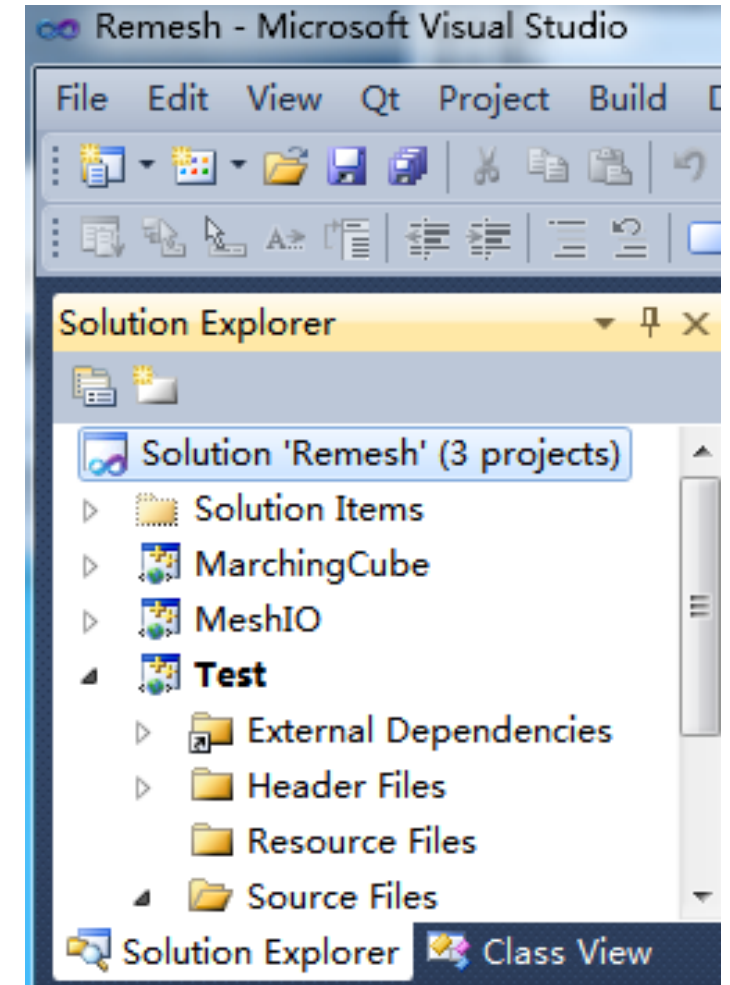 Remesh - Microsoft Visual Studio
File Edit View Qt Project Build
Solution Explorer
Solution 'Remesh' (3 projects)
Solution Items
MarchingCube
MeshIO
Test
External Dependencies
Header Files
Resource Files
Source Files
Solution Explorer Class View